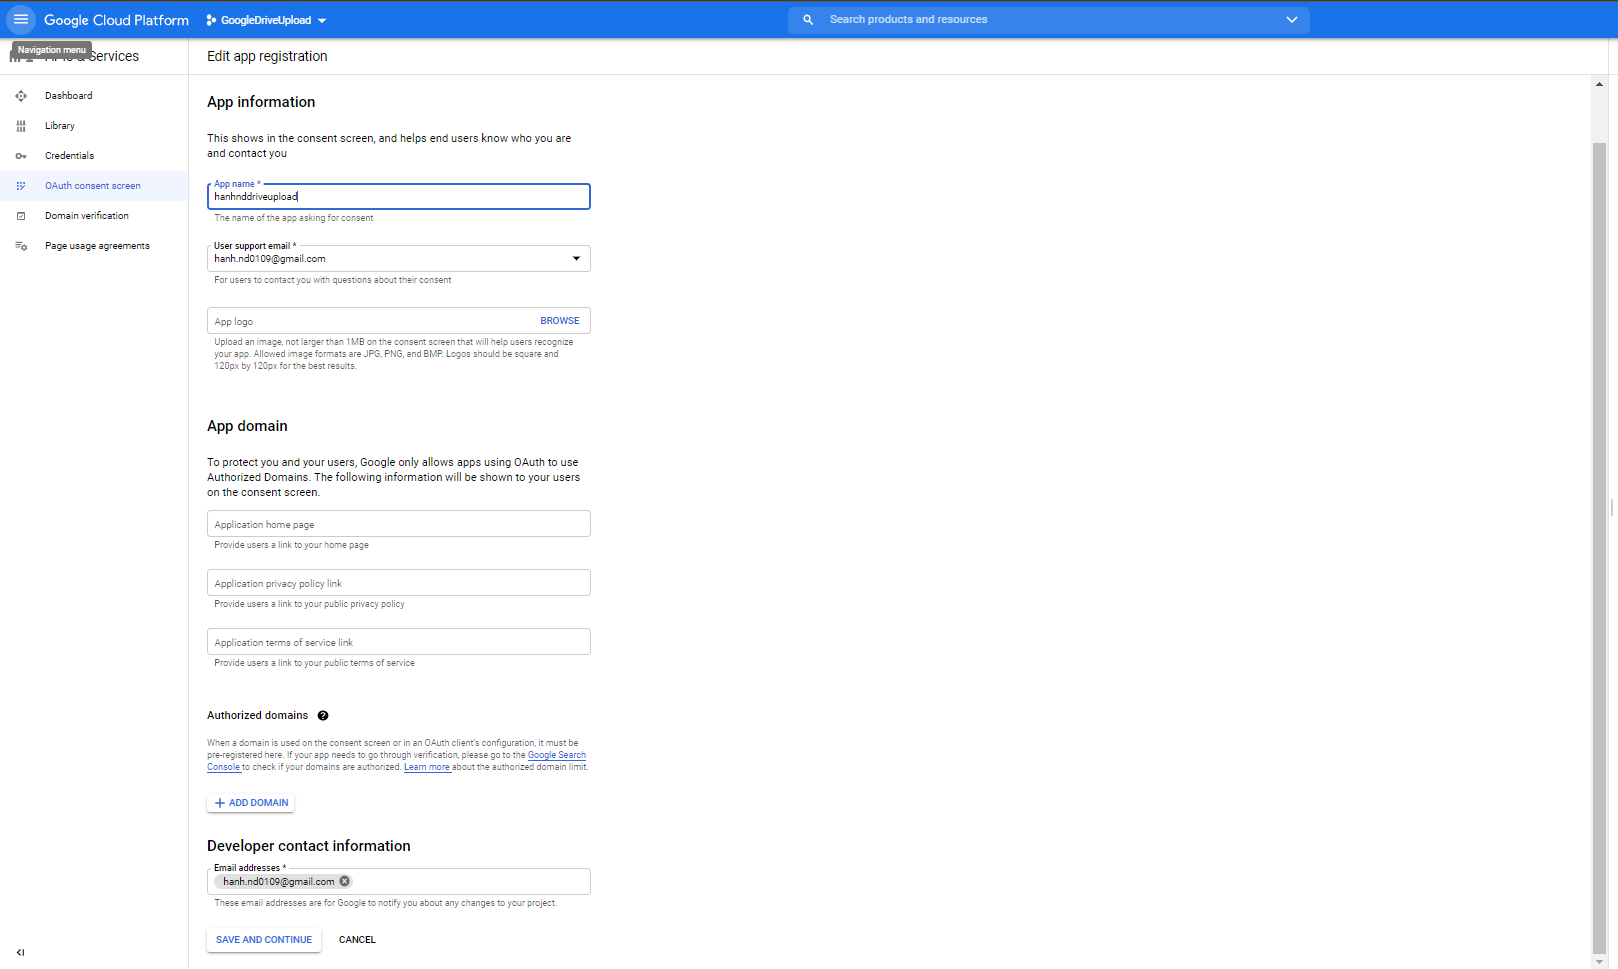 Google Cloud Platform
GoogleDriveUpload
Search products and resources
Navigation menu
APIs & Services
Edit app registration
Dashboard
Library
Credentials
OAuth consent screen
Domain verification
Page usage agreements
App information
This shows in the consent screen, and helps end users know who you are
and contact you
App name *
hanhnddriveupload
The name of the app asking for consent
User support email *
hanh.nd0109@gmail.com
For users to contact you with questions about their consent
App logo
BROWSE
Upload an image, not larger than 1MB on the consent screen that will help users recognize
your app. Allowed image formats are JPG, PNG, and BMP. Logos should be square and
120px by 120px for the best results.
App domain
To protect you and your users, Google only allows apps using OAuth to use
Authorized Domains. The following information will be shown to your users
on the consent screen.
Application home page
Provide users a link to your home page
Application privacy policy link
Provide users a link to your public privacy policy
Application terms of service link
Provide users a link to your public terms of service
Authorized domains
When a domain is used on the consent screen or in an OAuth client's configuration, it must be
pre-registered here. If your app needs to go through verification, please go to the Google Search
Console to check if your domains are authorized. Learn more about the authorized domain limit.
ADD DOMAIN
Developer contact information
Email addresses *
hanh.nd0109@gmail.com
These email addresses are for Google to notify you about any changes to your project.
SAVE AND CONTINUE
CANCEL